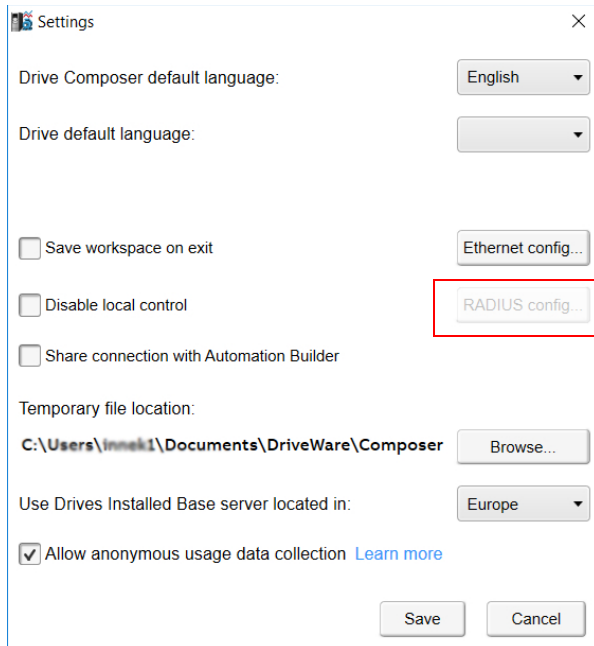 Settings
Drive Composer default language:
English
Drive default language:
Save workspace on exit
Ethernet config...
Disable local control
RADIUS config...
Share connection with Automation Builder
Temporary file location:
C:\Users\\Documents\DriveWare\Composer
Browse...
Use Drives Installed Base server located in:
Europe
Allow anonymous usage data collection Learn more
Save
Cancel